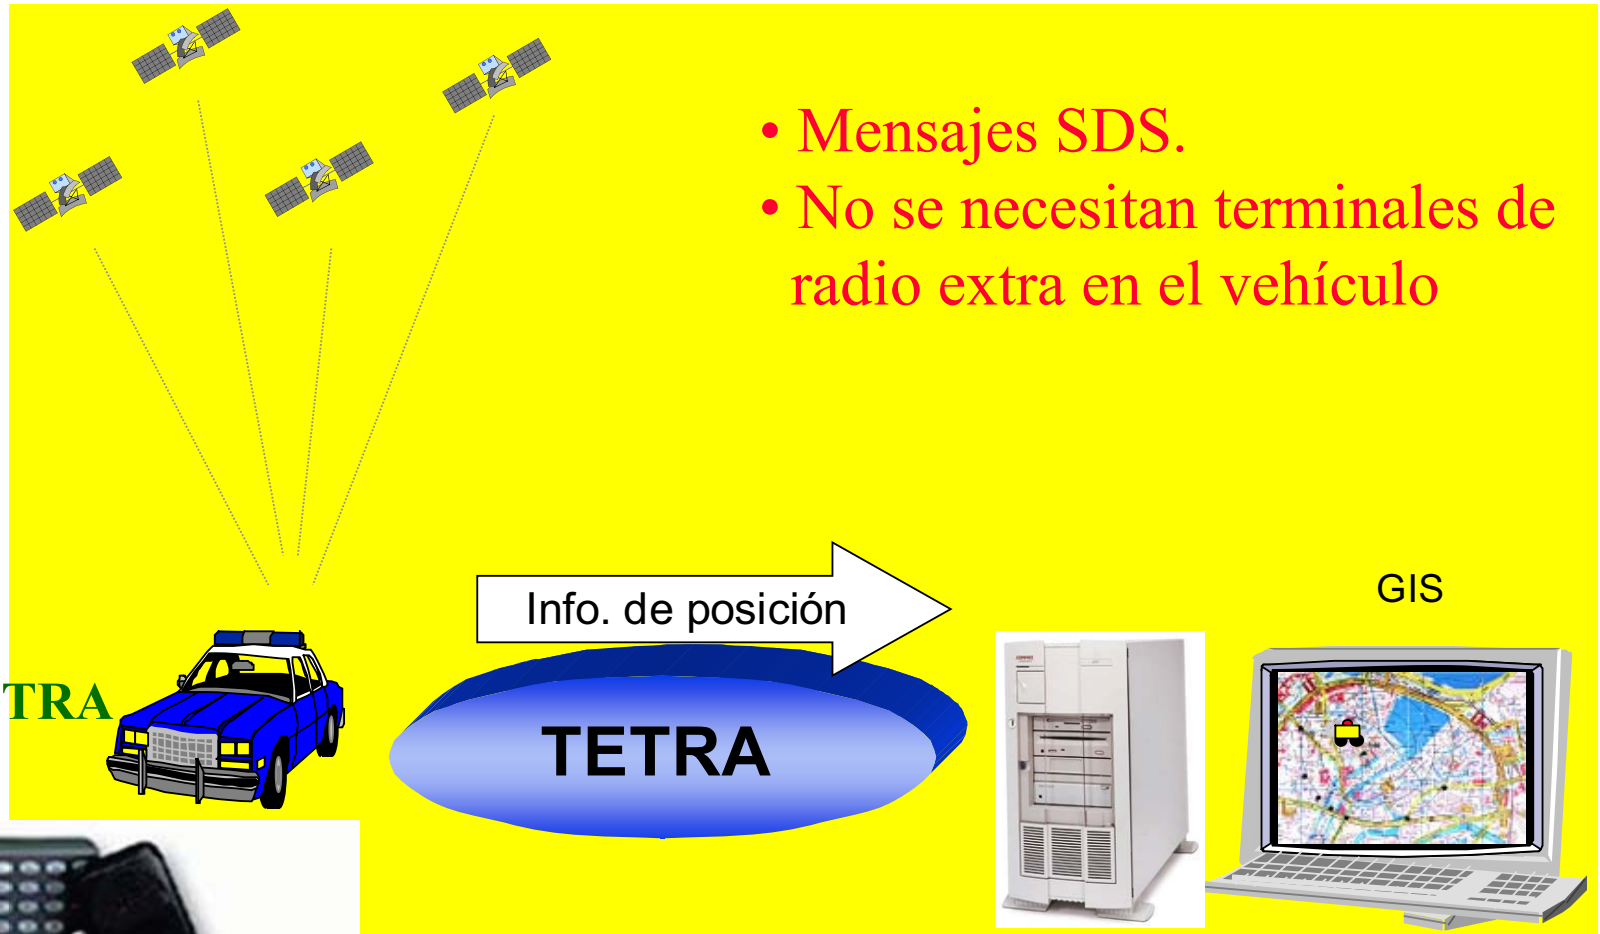 • Mensajes SDS.
• No se necesitan terminales de
radio extra en el vehículo
Info. de posición
GIS
TRA
TETRA